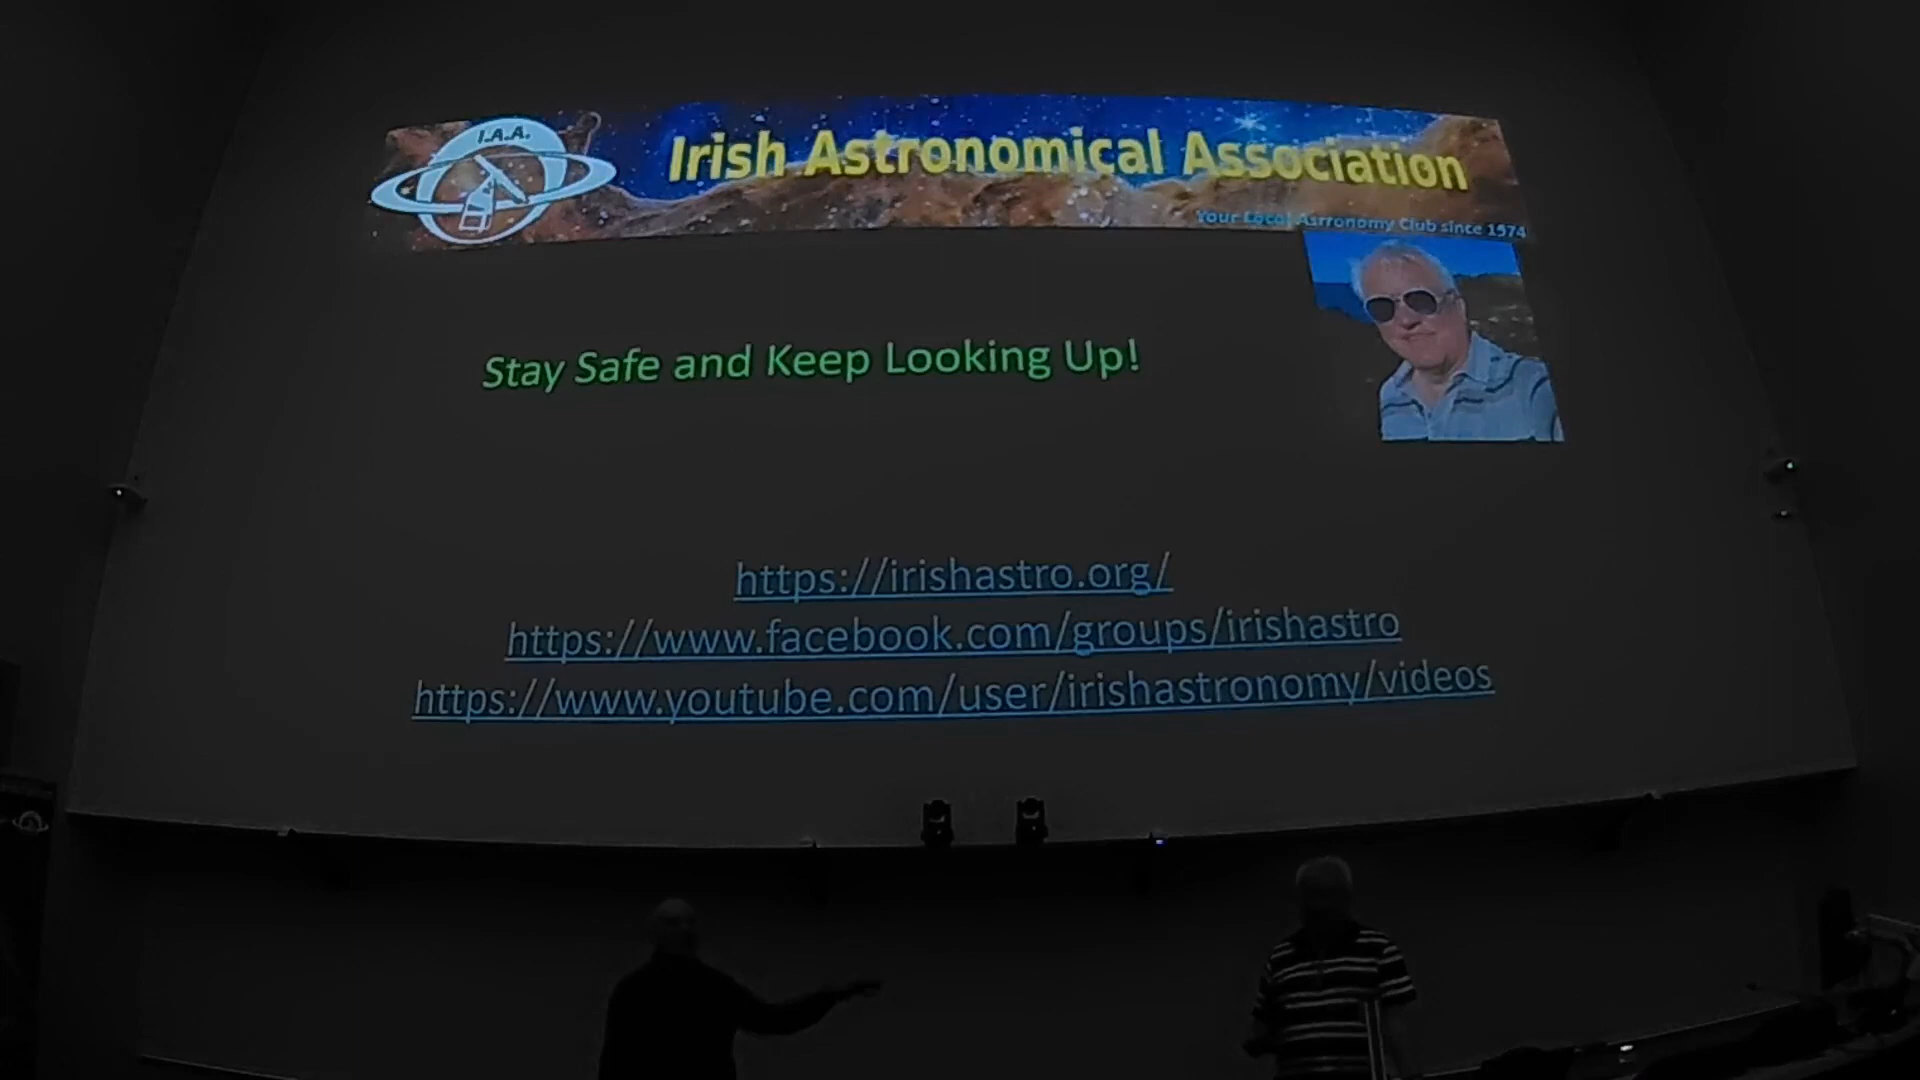 I.A.A.
Irish Astronomical Association
Your Local Astronomy Club since 1974
Stay Safe and Keep Looking Up!
https://irishastro.org/
https://www.facebook.com/groups/irishastro
https://www.youtube.com/user/irishastronomy/videos